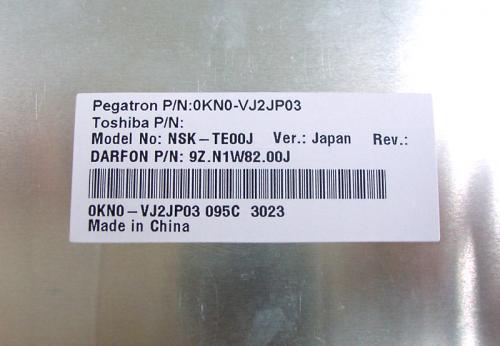 Pegatron P/N:0KN0-VJ2JP03
Toshiba P/N:
Model No: NSK-TE00J Ver.: Japan Rev.:
DARFON P/N: 9Z.N1W82.00J
0KN0-VJ2JP03 095C 3023
Made in China